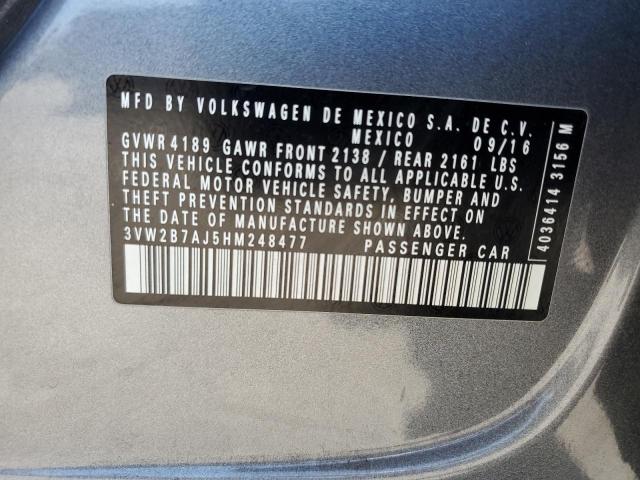 MFD BY VOLKSWAGEN DE MEXICO S.A. DE C.V.
MEXICO 09/16
GVWR 4189 GAWR FRONT 2138 / REAR 2161 LBS
THIS VEHICLE CONFORMS TO ALL APPLICABLE U.S.
FEDERAL MOTOR VEHICLE SAFETY, BUMPER AND
THEFT PREVENTION STANDARDS IN EFFECT ON
THE DATE OF MANUFACTURE SHOWN ABOVE.
3VW2B7AJ5HM248477 PASSENGER CAR
4036414 3156 M